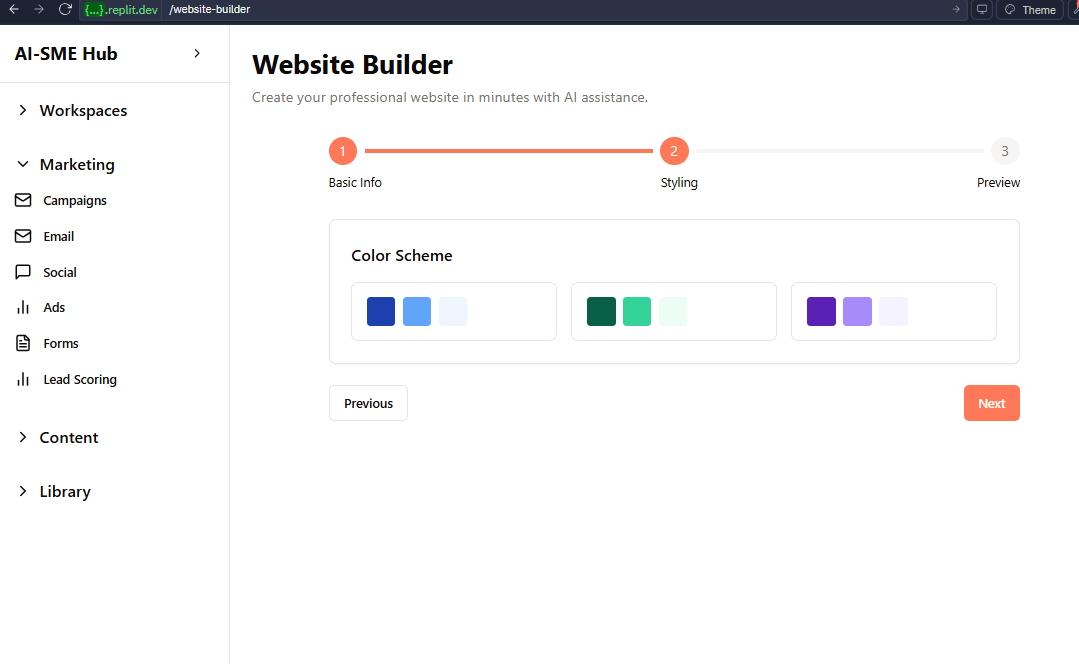 {...}.replit.dev /website-builder
Theme
AI-SME Hub
Workspaces
Marketing
Campaigns
Email
Social
Ads
Forms
Lead Scoring
Content
Library
Website Builder
Create your professional website in minutes with AI assistance.
1
2
3
Basic Info
Styling
Preview
Color Scheme
Previous
Next